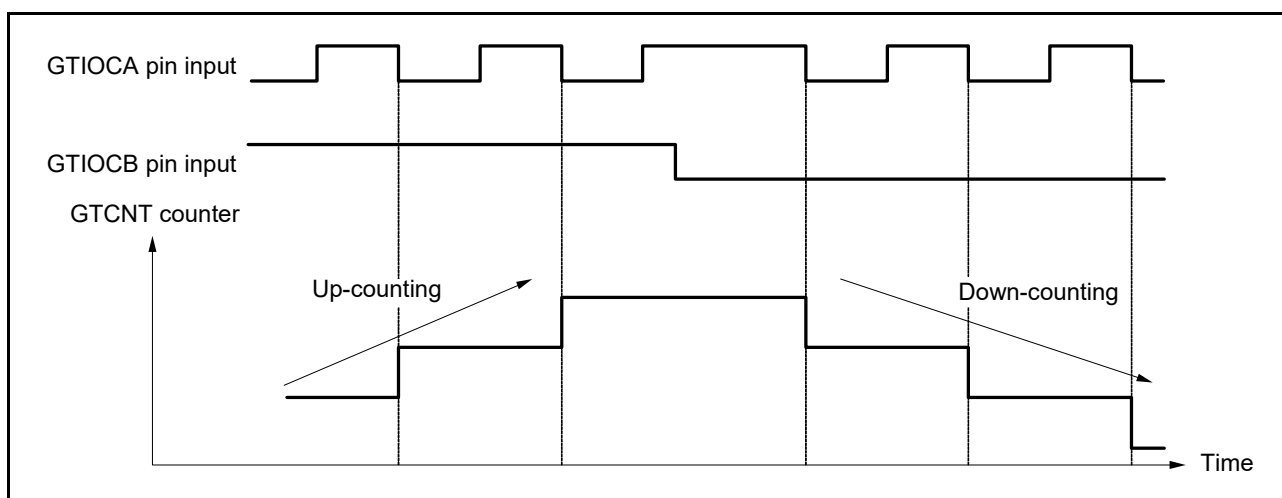 GTIOCA pin input
GTIOCB pin input
GTCNT counter
Up-counting
Down-counting
Time